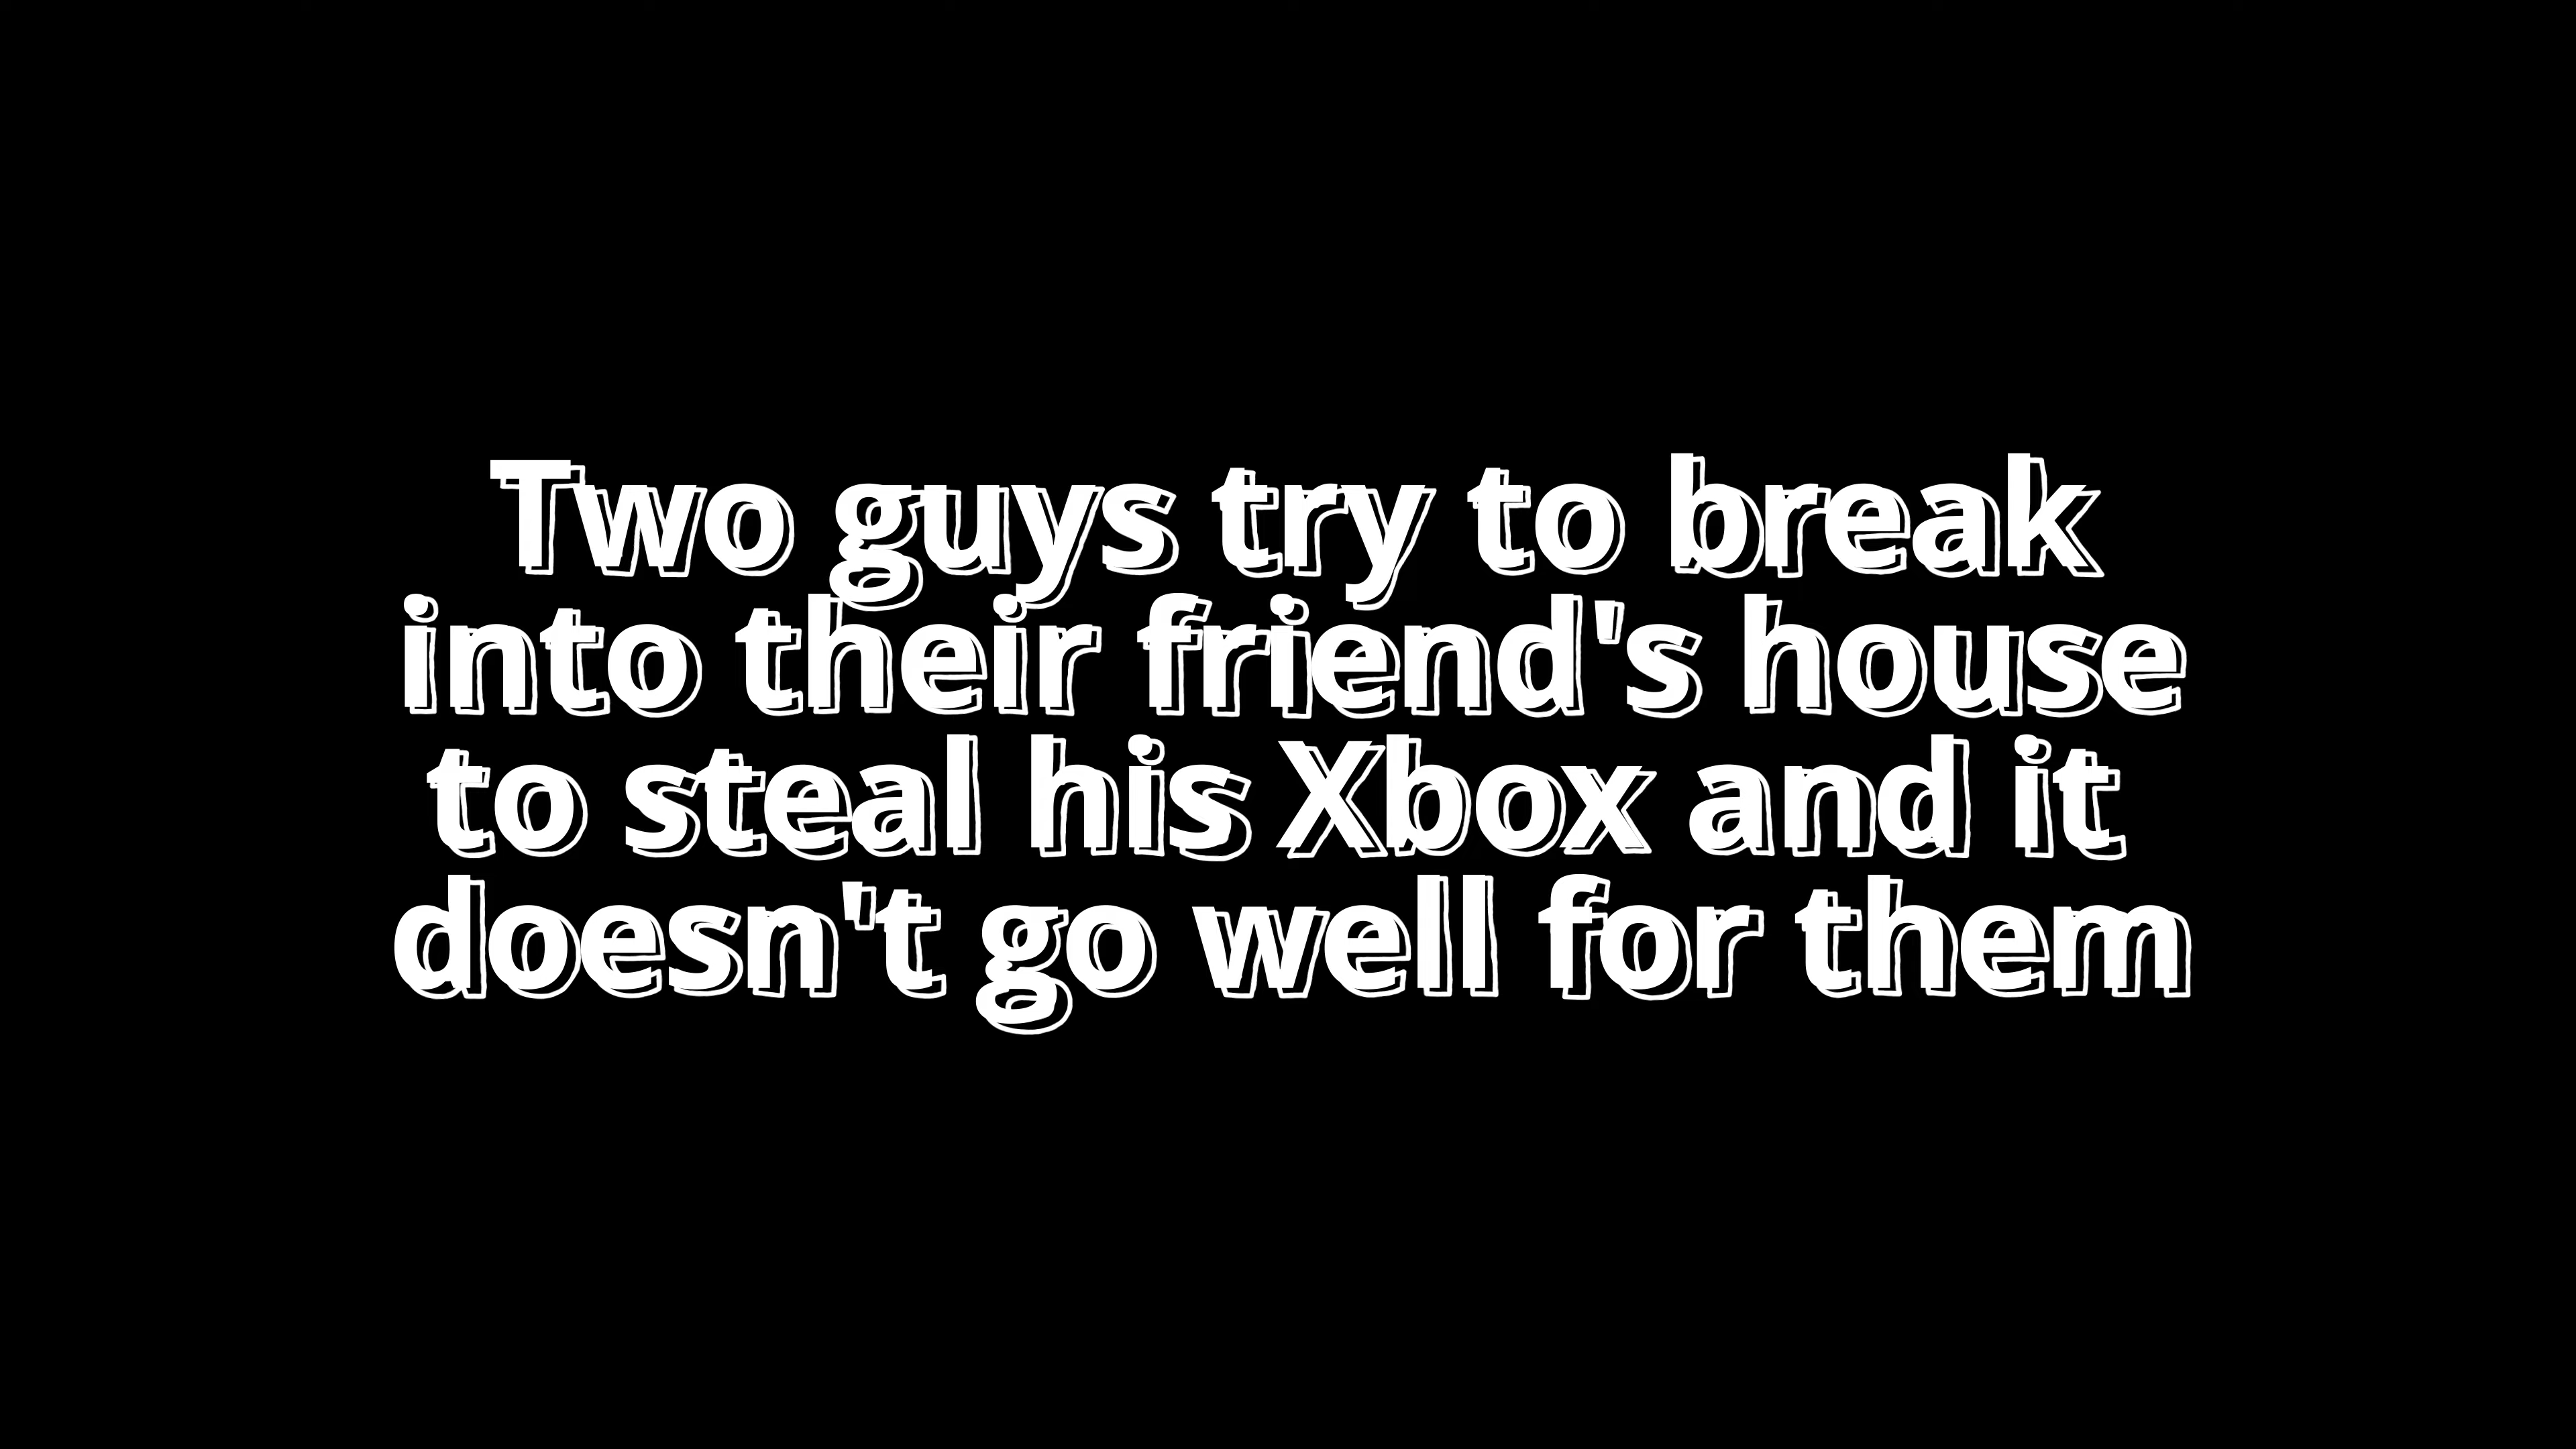 Two guys try to break
into their friend's house
to steal his Xbox and it
doesn't go well for them